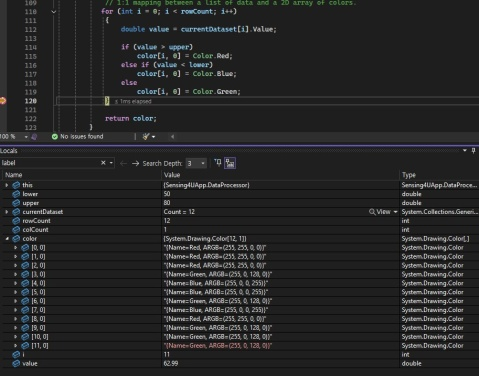 109 // 1:1 mapping between a list of data and a 2D array of colors.
110 for (int i = 0; i < rowCount; i++)
111 {
112 double value = currentDataset[i].Value;
113
114 if (value > upper)
115 color[i, 0] = Color.Red;
116 else if (value < lower)
117 color[i, 0] = Color.Blue;
118 else
119 color[i, 0] = Color.Green;
120 } ≤ 1ms elapsed
121
122 return color;
123 }
100 % No issues found
Locals
label Search Depth: 3
Name Value Type
this {Sensing4UApp.DataProcessor} Sensing4UApp.DataProce...
lower 50 double
upper 80 double
currentDataset Count = 12 View System.Collections.Generi...
rowCount 12 int
colCount 1 int
color {System.Drawing.Color[12, 1]} System.Drawing.Color[,]
[0, 0] "{Name=Red, ARGB=(255, 255, 0, 0)}" System.Drawing.Color
[1, 0] "{Name=Red, ARGB=(255, 255, 0, 0)}" System.Drawing.Color
[2, 0] "{Name=Red, ARGB=(255, 255, 0, 0)}" System.Drawing.Color
[3, 0] "{Name=Green, ARGB=(255, 0, 128, 0)}" System.Drawing.Color
[4, 0] "{Name=Blue, ARGB=(255, 0, 0, 255)}" System.Drawing.Color
[5, 0] "{Name=Blue, ARGB=(255, 0, 0, 255)}" System.Drawing.Color
[6, 0] "{Name=Green, ARGB=(255, 0, 128, 0)}" System.Drawing.Color
[7, 0] "{Name=Blue, ARGB=(255, 0, 0, 255)}" System.Drawing.Color
[8, 0] "{Name=Red, ARGB=(255, 255, 0, 0)}" System.Drawing.Color
[9, 0] "{Name=Green, ARGB=(255, 0, 128, 0)}" System.Drawing.Color
[10, 0] "{Name=Green, ARGB=(255, 0, 128, 0)}" System.Drawing.Color
[11, 0] "{Name=Green, ARGB=(255, 0, 128, 0)}" System.Drawing.Color
i 11 int
value 62.99 double